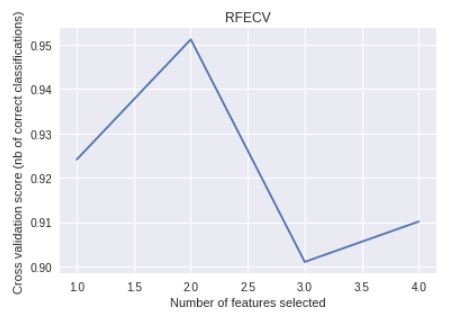 RFECV
Cross validation score (nb of correct classifications)
0.95
0.94
0.93
0.92
0.91
0.90
1.0 1.5 2.0 2.5 3.0 3.5 4.0
Number of features selected